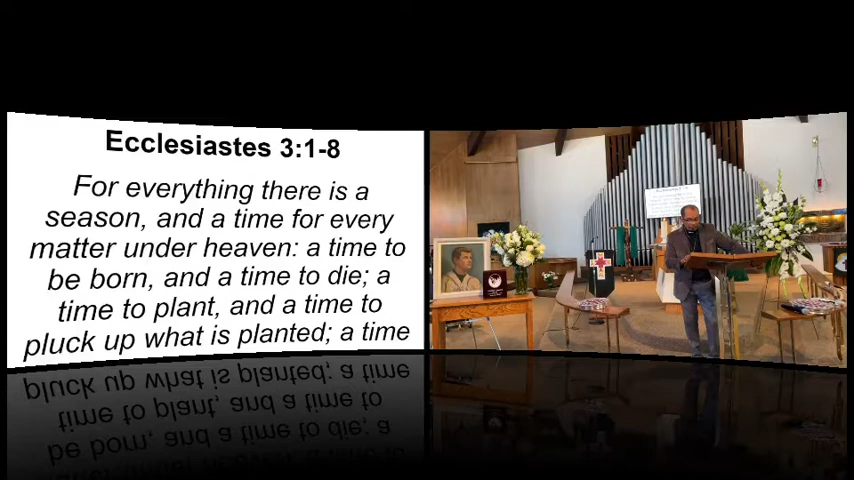 Ecclesiastes 3:1-8
For everything there is a
season, and a time for every
matter under heaven: a time to
be born, and a time to die; a
time to plant, and a time to
pluck up what is planted; a time